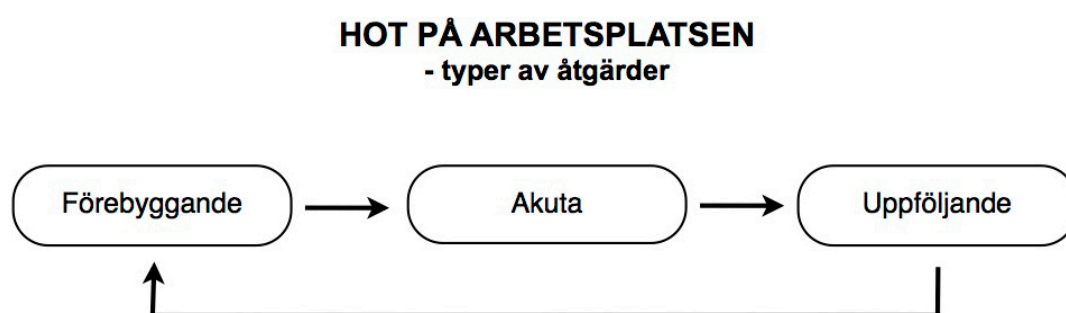 HOT PÅ ARBETSPLATSEN
- typer av åtgärder
Förebyggande
Akuta
Uppföljande